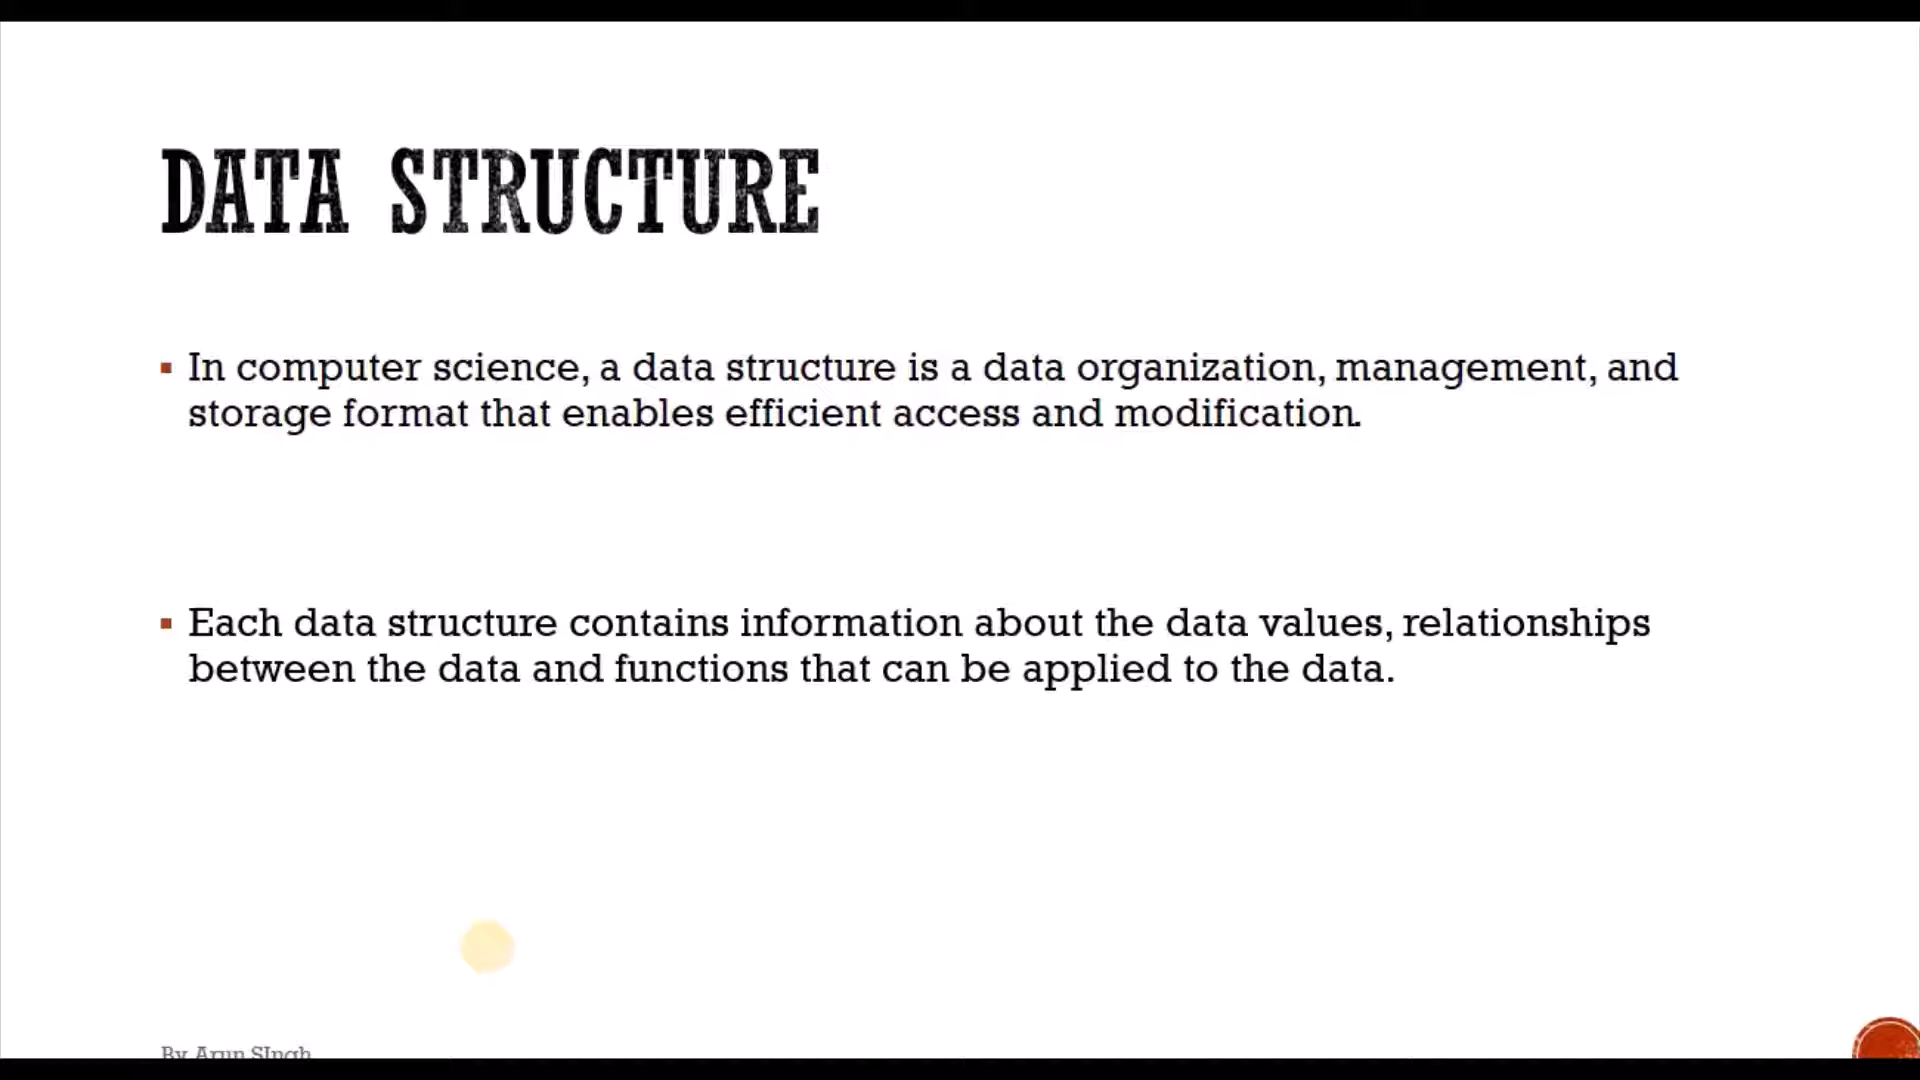 DATA STRUCTURE
In computer science, a data structure is a data organization, management, and
storage format that enables efficient access and modification.
Each data structure contains information about the data values, relationships
between the data and functions that can be applied to the data.
By Arun SIngh